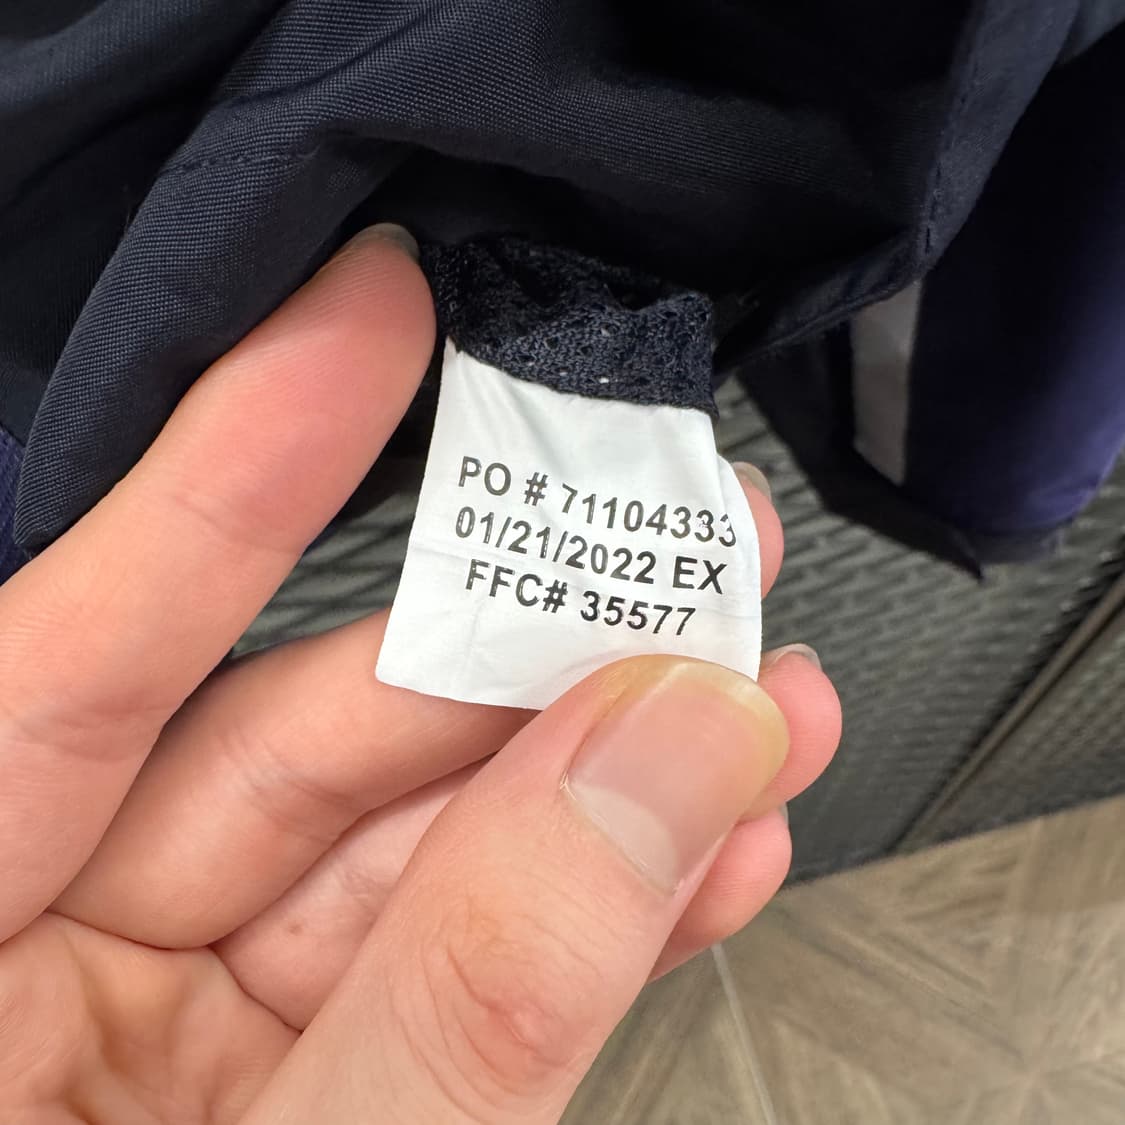 PO # 71104333
01/21/2022 EX
FFC# 35577